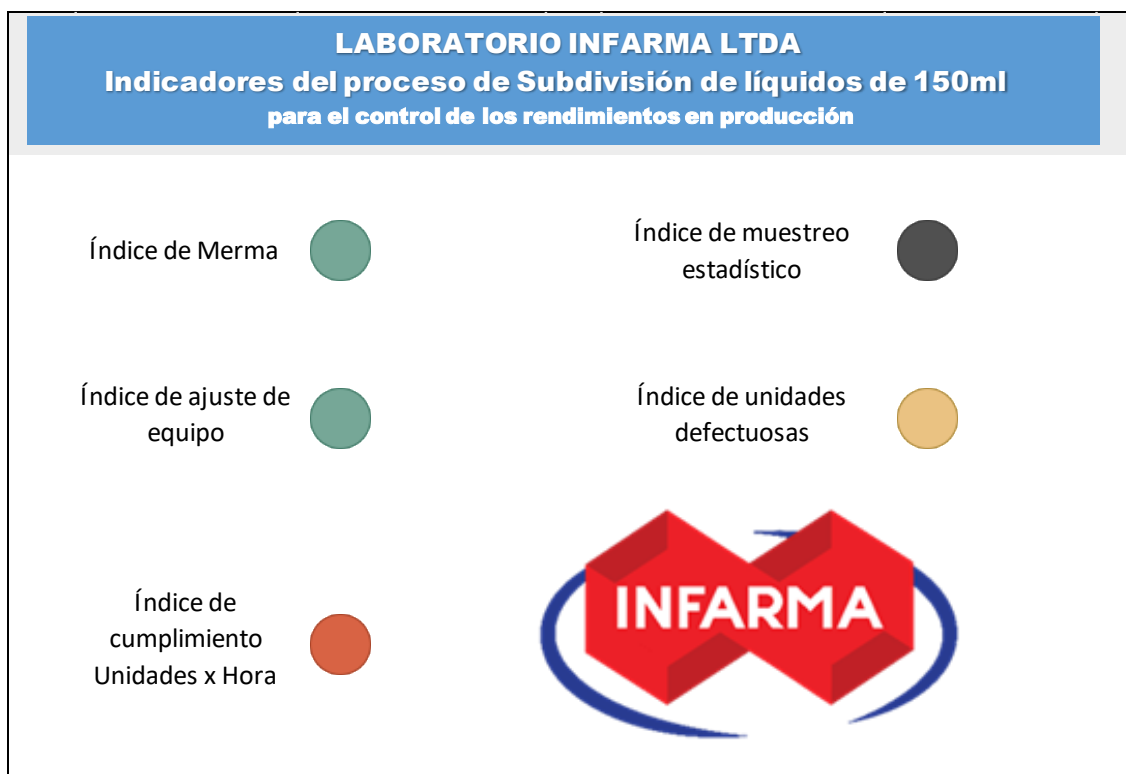 LABORATORIO INFARMA LTDA
Indicadores del proceso de Subdivisión de líquidos de 150ml
para el control de los rendimientos en producción
Índice de Merma
Índice de muestreo
estadístico
Índice de ajuste de
equipo
Índice de unidades
defectuosas
Índice de
cumplimiento
Unidades x Hora
INFARMA